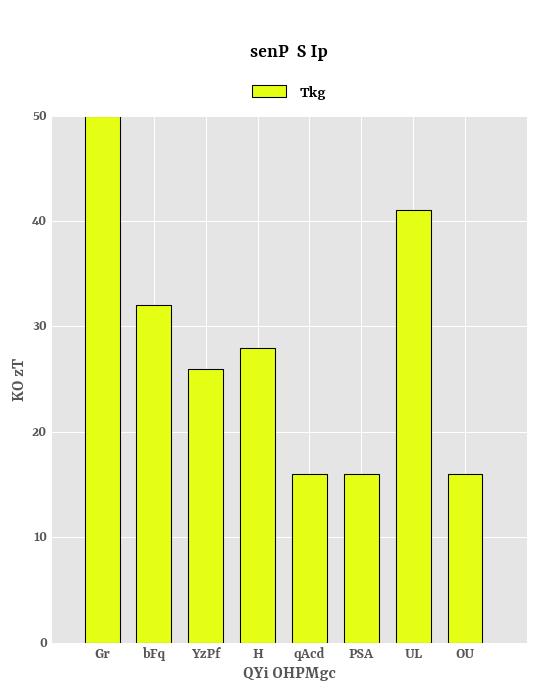 senP  S Ip
Tkg
50
40
30
20
10
0
KO zT
Gr bFq YzPf H qAcd PSA UL OU
QYi OHPMgc